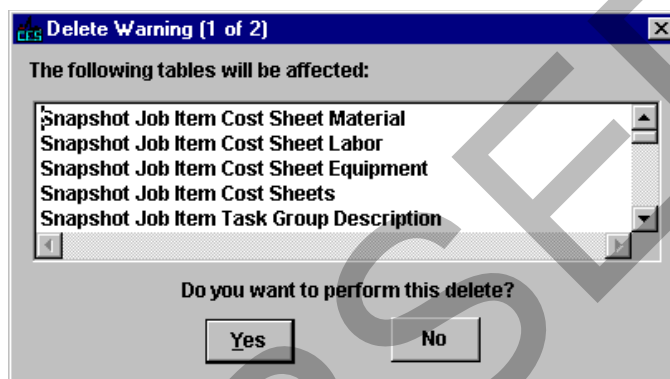 CES Delete Warning (1 of 2)
The following tables will be affected:
Snapshot Job Item Cost Sheet Material
Snapshot Job Item Cost Sheet Labor
Snapshot Job Item Cost Sheet Equipment
Snapshot Job Item Cost Sheets
Snapshot Job Item Task Group Description
Do you want to perform this delete?
Yes No